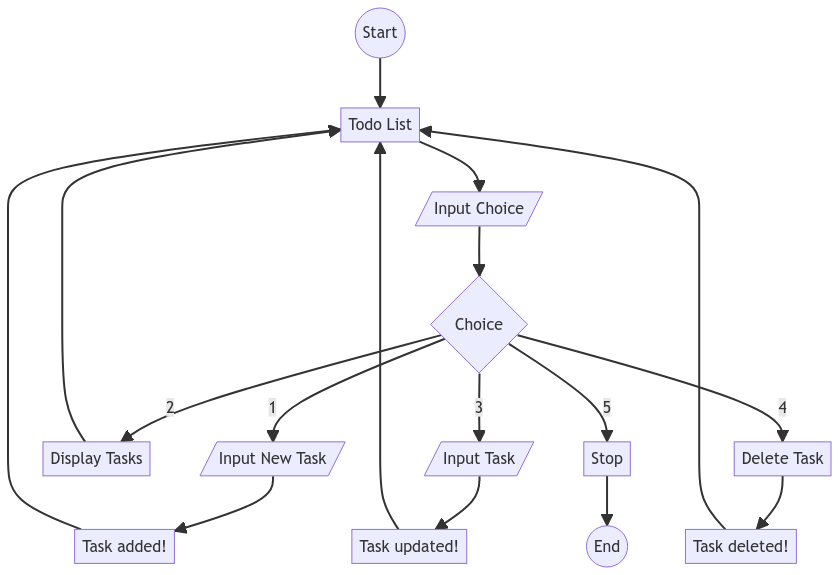 Start
Todo List
Input Choice
Choice
2
1
3
5
4
Display Tasks
Input New Task
Input Task
Stop
Delete Task
Task added!
Task updated!
End
Task deleted!